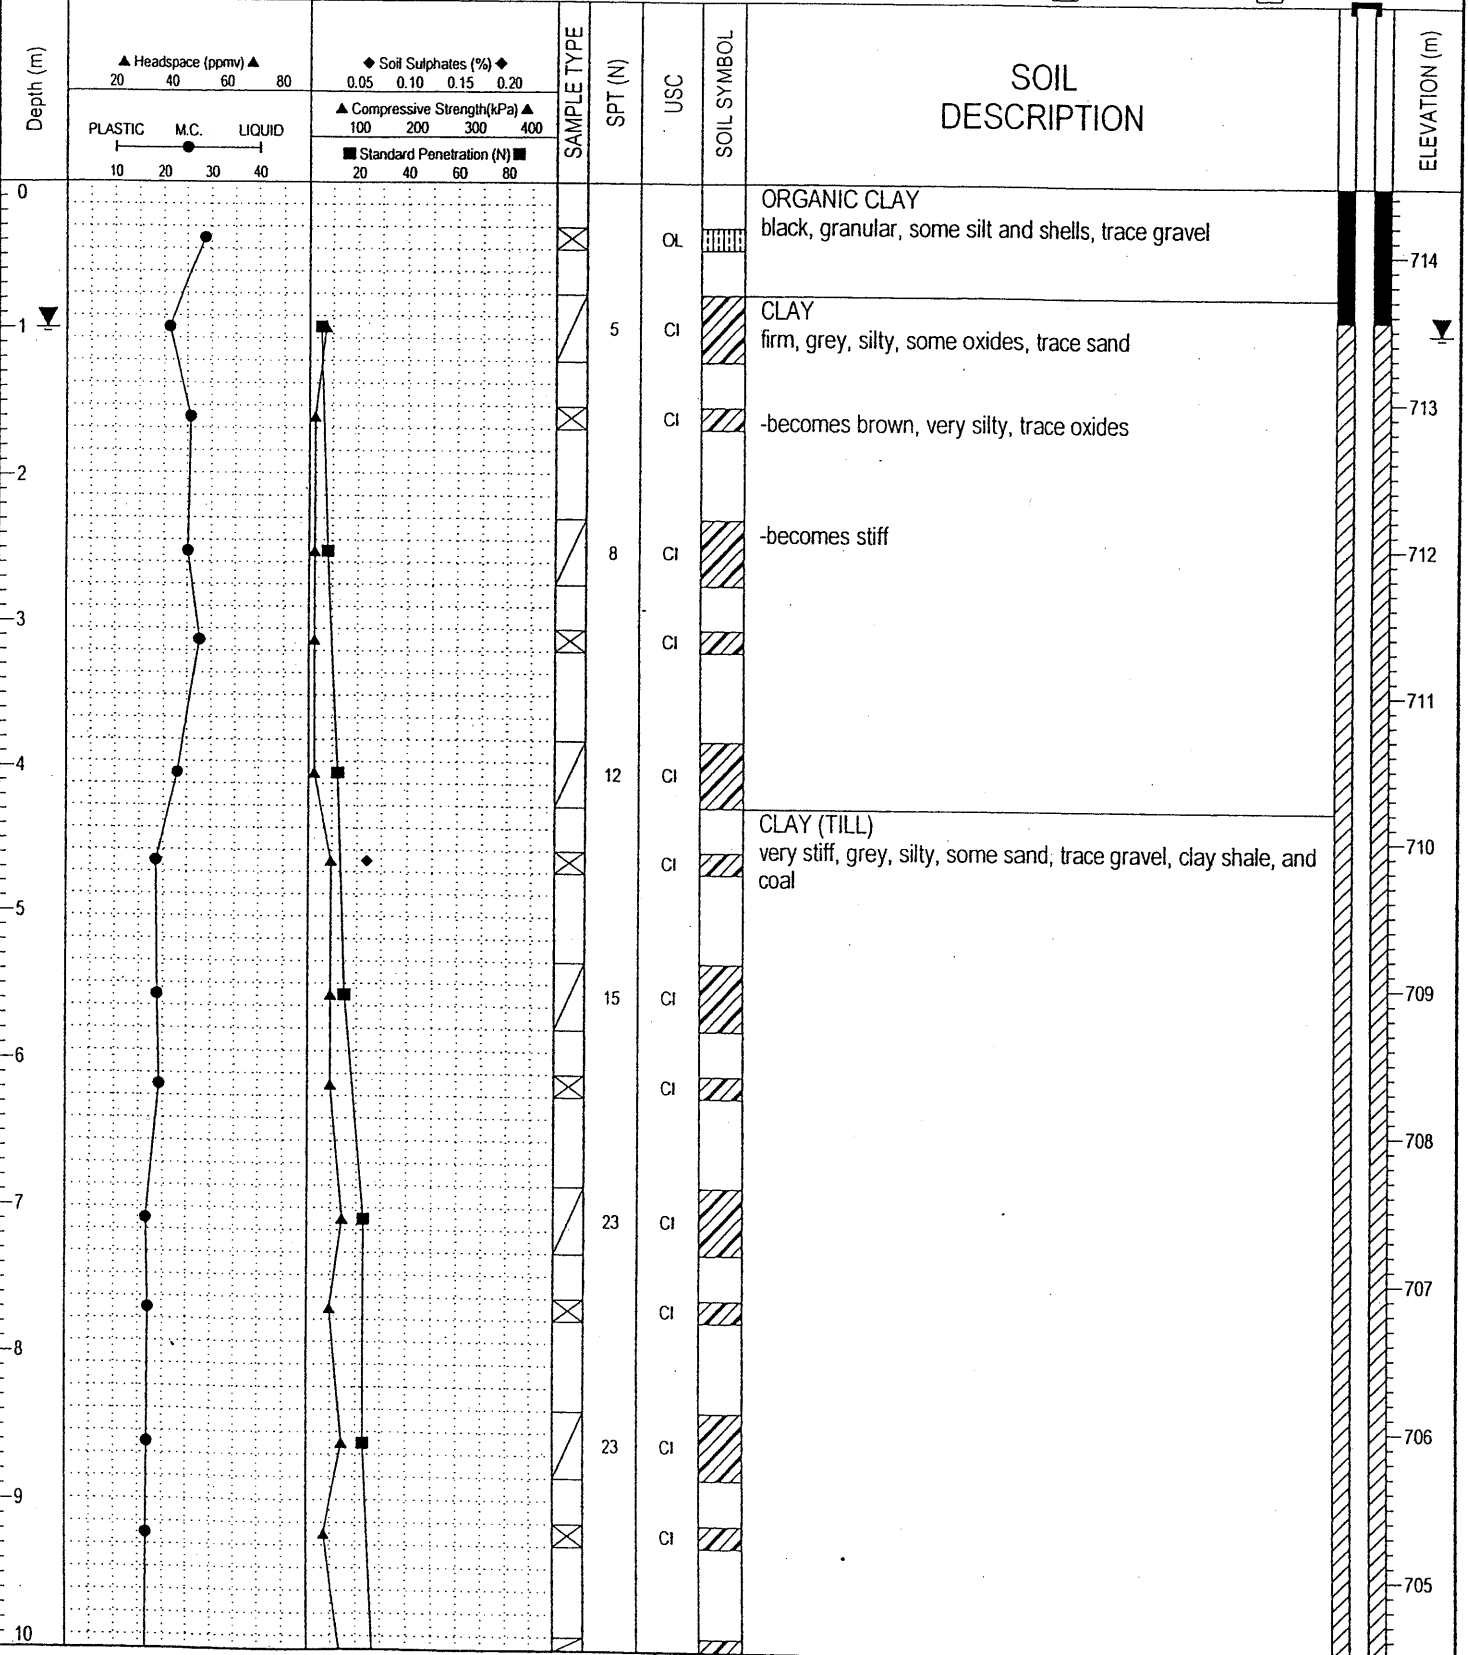 Depth (m)
▲ Headspace (ppmv) ▲
20 40 60 80
PLASTIC M.C. LIQUID
10 20 30 40
◆ Soil Sulphates (%) ◆
0.05 0.10 0.15 0.20
▲ Compressive Strength(kPa) ▲
100 200 300 400
■ Standard Penetration (N) ■
20 40 60 80
SAMPLE TYPE
SPT (N)
USC
SOIL SYMBOL
SOIL
DESCRIPTION
ELEVATION (m)
0
ORGANIC CLAY
OL
black, granular, some silt and shells, trace gravel
714
CLAY
1
5
CI
firm, grey, silty, some oxides, trace sand
713
CI
-becomes brown, very silty, trace oxides
2
-becomes stiff
8
CI
712
3
CI
711
4
12
CI
CLAY (TILL)
710
very stiff, grey, silty, some sand, trace gravel, clay shale, and
CI
coal
5
15
CI
709
6
CI
708
7
23
CI
707
CI
8
23
CI
706
9
CI
705
10